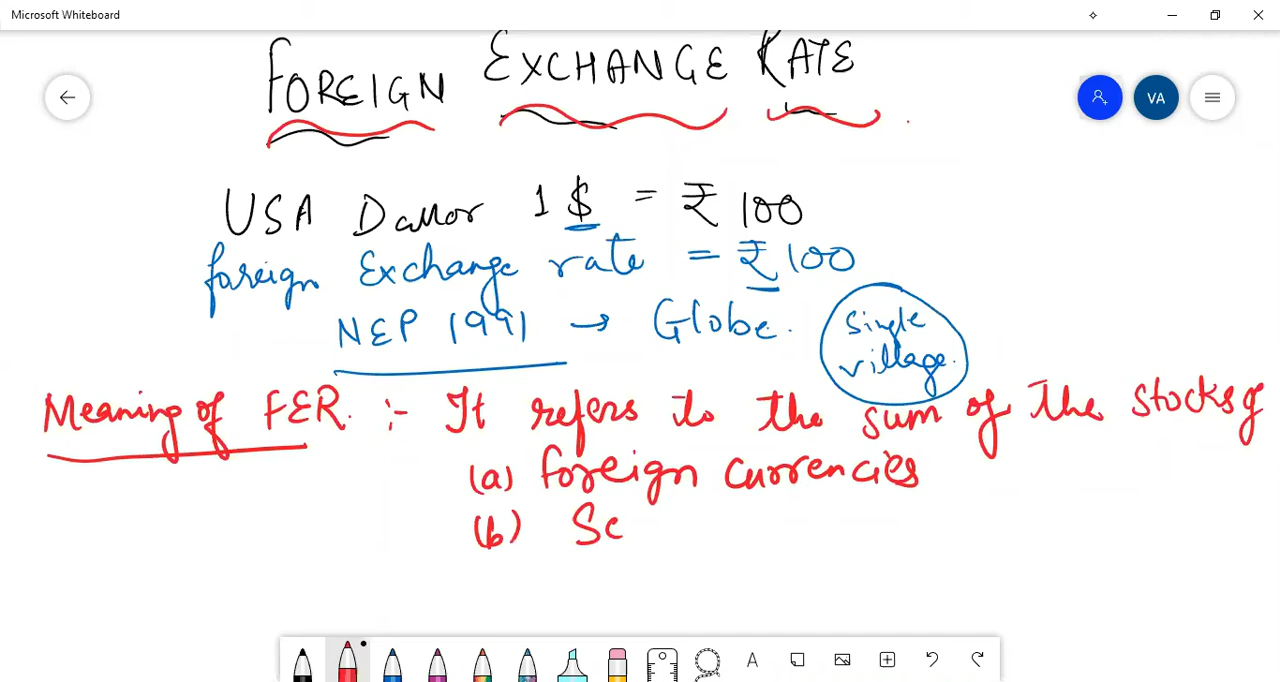 Microsoft Whiteboard
FOREIGN EXCHANGE RATE
VA
USA Dollor 1 $ = ₹ 100
foreign Exchange rate = ₹ 100
NEP 1991 → Globe.
Single
village.
Meaning of FER. :- It refers to the sum of the stocks of
(a) foreign currencies
(b) Sc
A